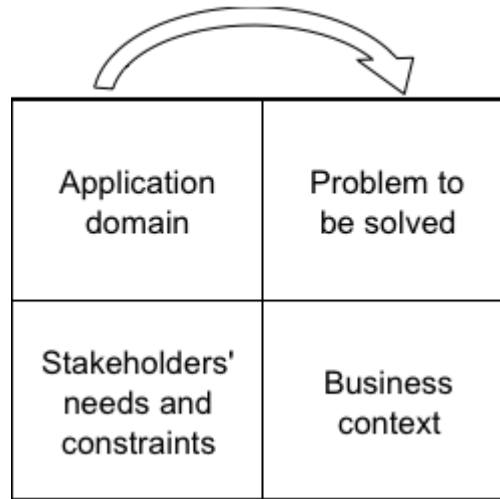 Application
domain
Problem to
be solved
Stakeholders'
needs and
constraints
Business
context